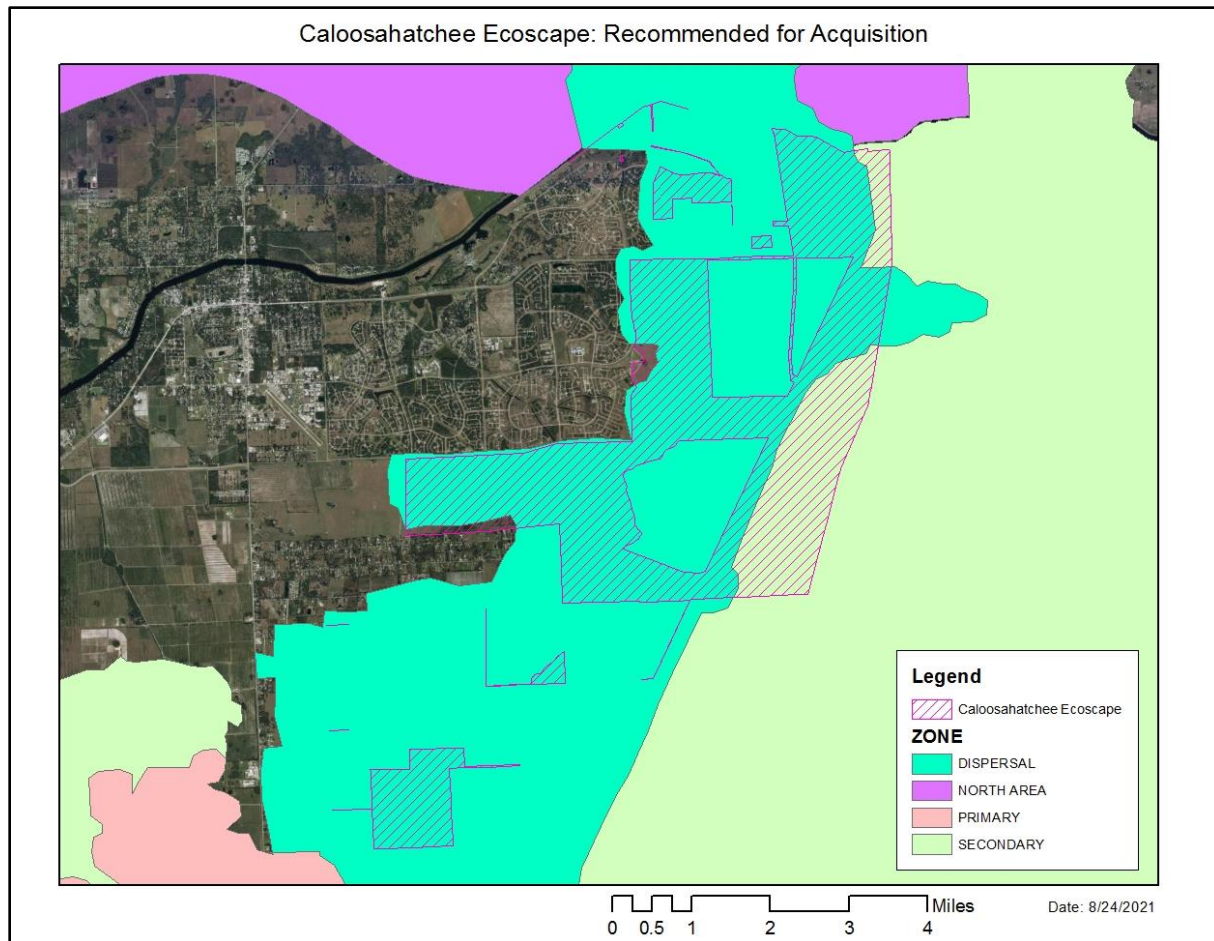 Caloosahatchee Ecoscape: Recommended for Acquisition
Legend
Caloosahatchee Ecoscape
ZONE
DISPERSAL
NORTH AREA
PRIMARY
SECONDARY
Miles
0 0.5 1 2 3 4
Date: 8/24/2021